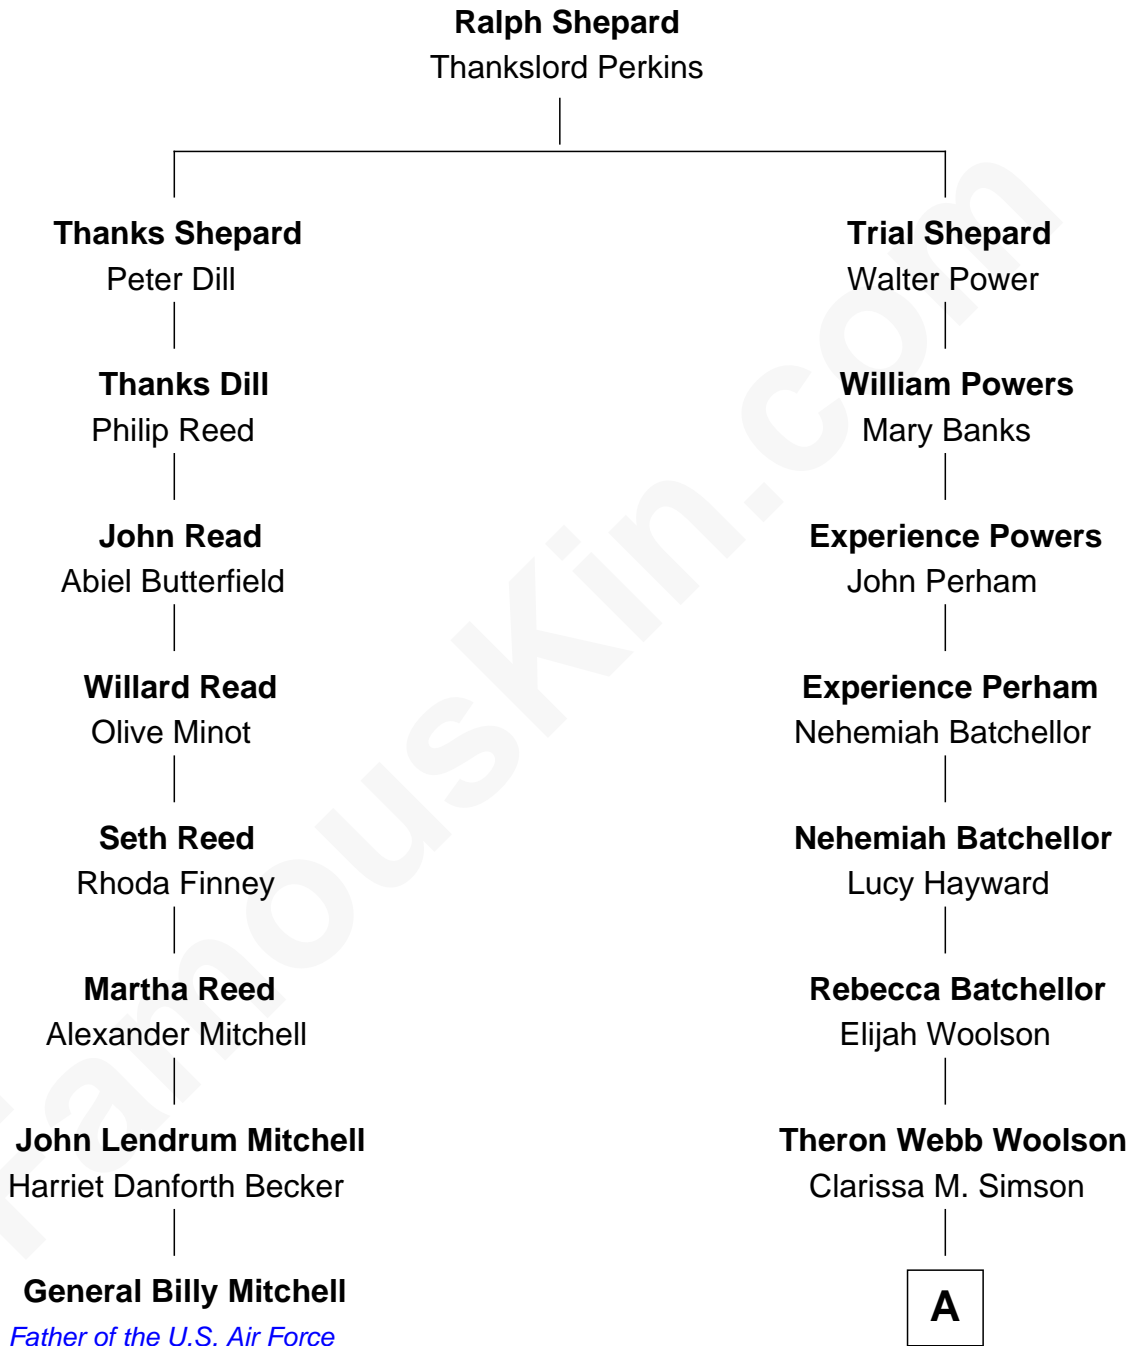 Ralph Shepard
Thankslord Perkins
Thanks Shepard
Peter Dill
Trial Shepard
Walter Power
Thanks Dill
Philip Reed
William Powers
Mary Banks
John Read
Abiel Butterfield
Experience Powers
John Perham
Willard Read
Olive Minot
Experience Perham
Nehemiah Batchellor
Seth Reed
Rhoda Finney
Nehemiah Batchellor
Lucy Hayward
Martha Reed
Alexander Mitchell
Rebecca Batchellor
Elijah Woolson
John Lendrum Mitchell
Harriet Danforth Becker
Theron Webb Woolson
Clarissa M. Simson
General Billy Mitchell
Father of the U.S. Air Force
A
FamousKin.com